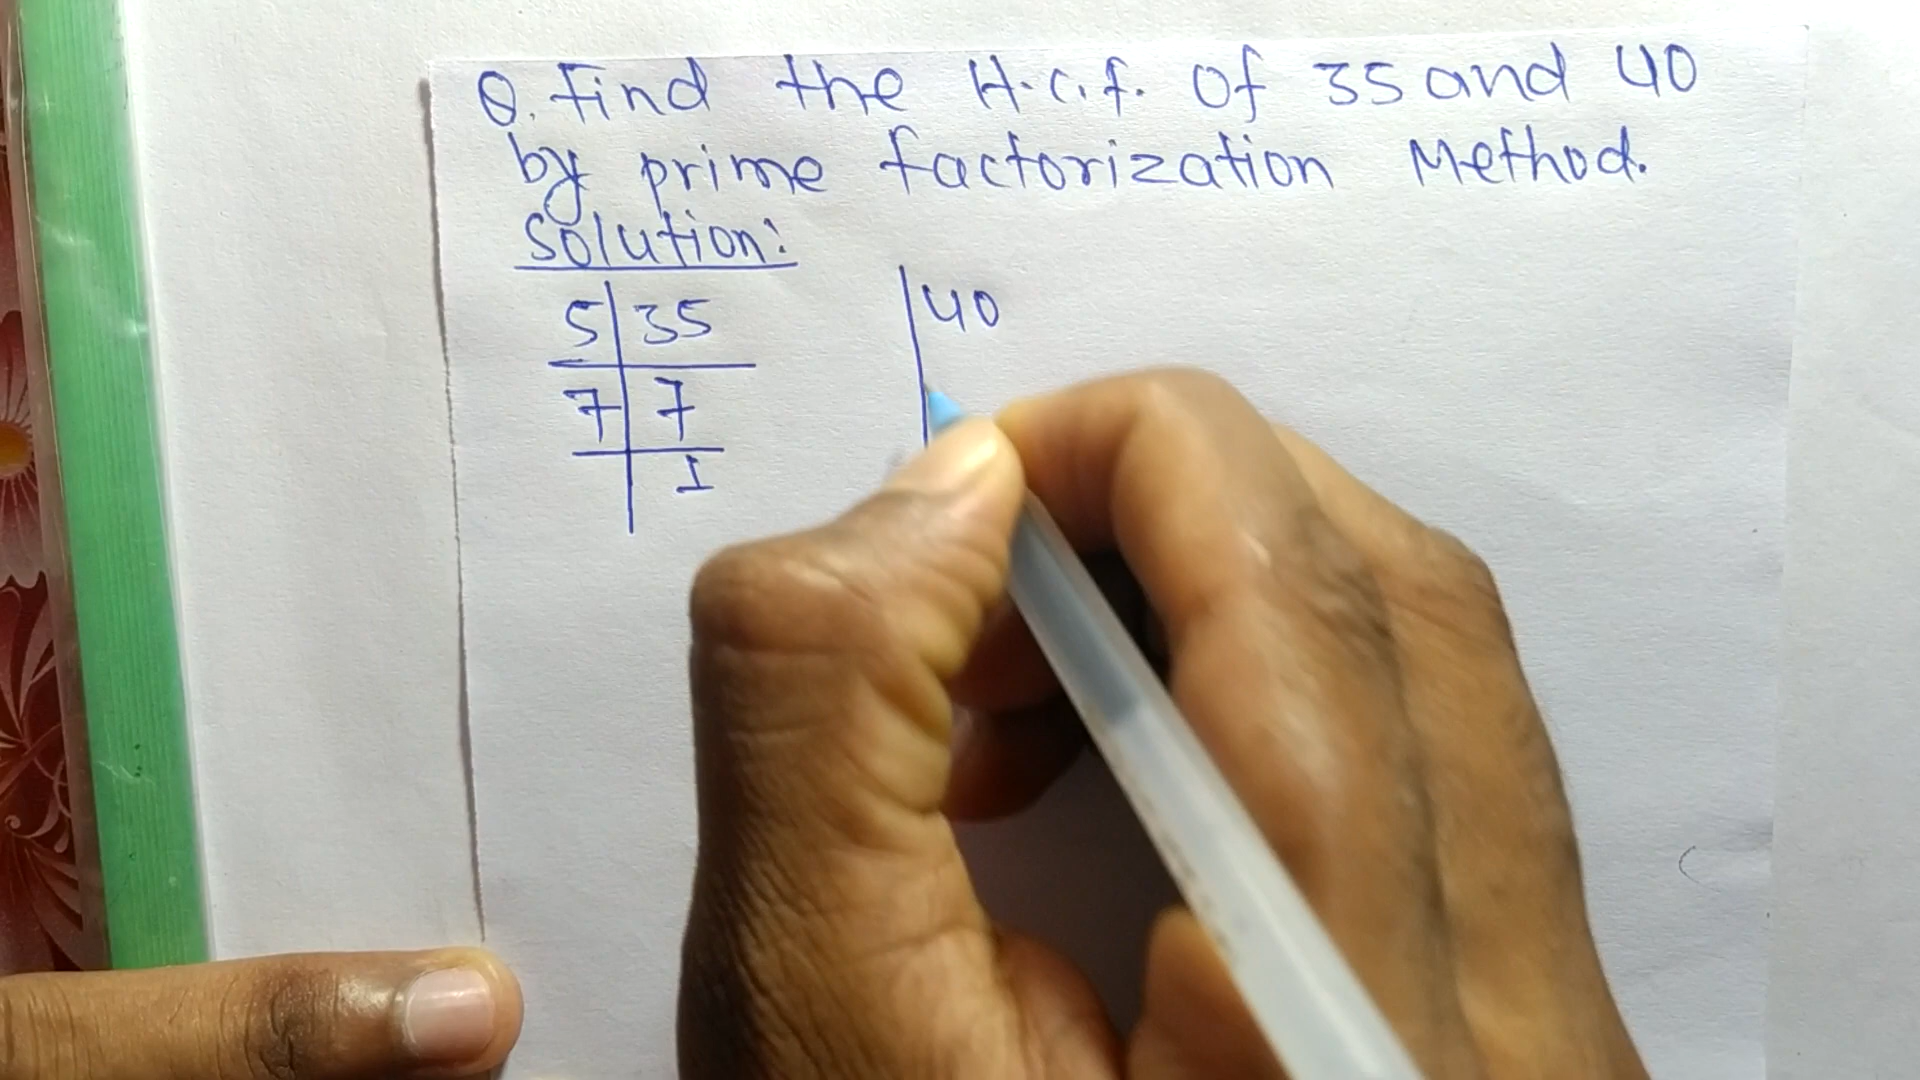 Q. Find the H.C.f. of 35 and 40
by prime factorization Method.
Solution:
5 35 40
7 7
1